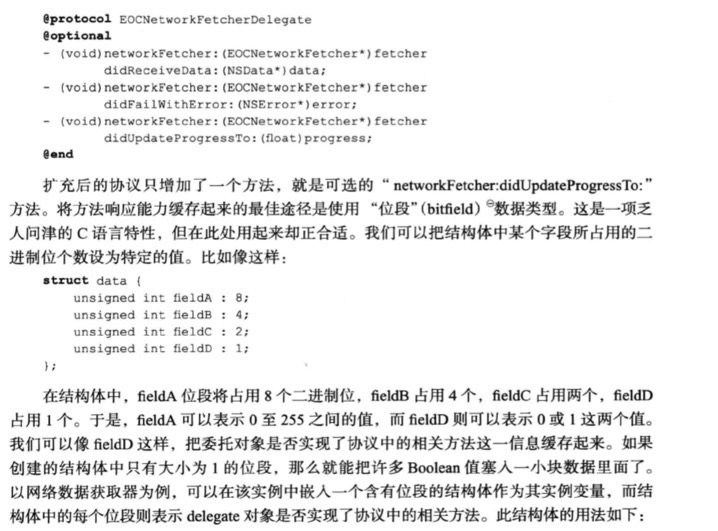 @protocol EOCNetworkFetcherDelegate
@optional
- (void)networkFetcher:(EOCNetworkFetcher*)fetcher
didReceiveData:(NSData*)data;
- (void)networkFetcher:(EOCNetworkFetcher*)fetcher
didFailWithError:(NSError*)error;
- (void)networkFetcher:(EOCNetworkFetcher*)fetcher
didUpdateProgressTo:(float)progress;
@end
扩充后的协议只增加了一个方法，就是可选的“networkFetcher:didUpdateProgressTo:”
方法。将方法响应能力缓存起来的最佳途径是使用“位段”(bitfield)㊀数据类型。这是一项乏
人问津的 C 语言特性，但在此处用起来却正合适。我们可以把结构体中某个字段所占用的二
进制位个数设为特定的值。比如像这样：
struct data {
unsigned int fieldA : 8;
unsigned int fieldB : 4;
unsigned int fieldC : 2;
unsigned int fieldD : 1;
};
在结构体中，fieldA 位段将占用 8 个二进制位，fieldB 占用 4 个，fieldC 占用两个，fieldD
占用 1 个。于是，fieldA 可以表示 0 至 255 之间的值，而 fieldD 则可以表示 0 或 1 这两个值。
我们可以像 fieldD 这样，把委托对象是否实现了协议中的相关方法这一信息缓存起来。如果
创建的结构体中只有大小为 1 的位段，那么就能把许多 Boolean 值塞入一小块数据里面了。
以网络数据获取器为例，可以在该实例中嵌入一个含有位段的结构体作为其实例变量，而结
构体中的每个位段则表示 delegate 对象是否实现了协议中的相关方法。此结构体的用法如下：